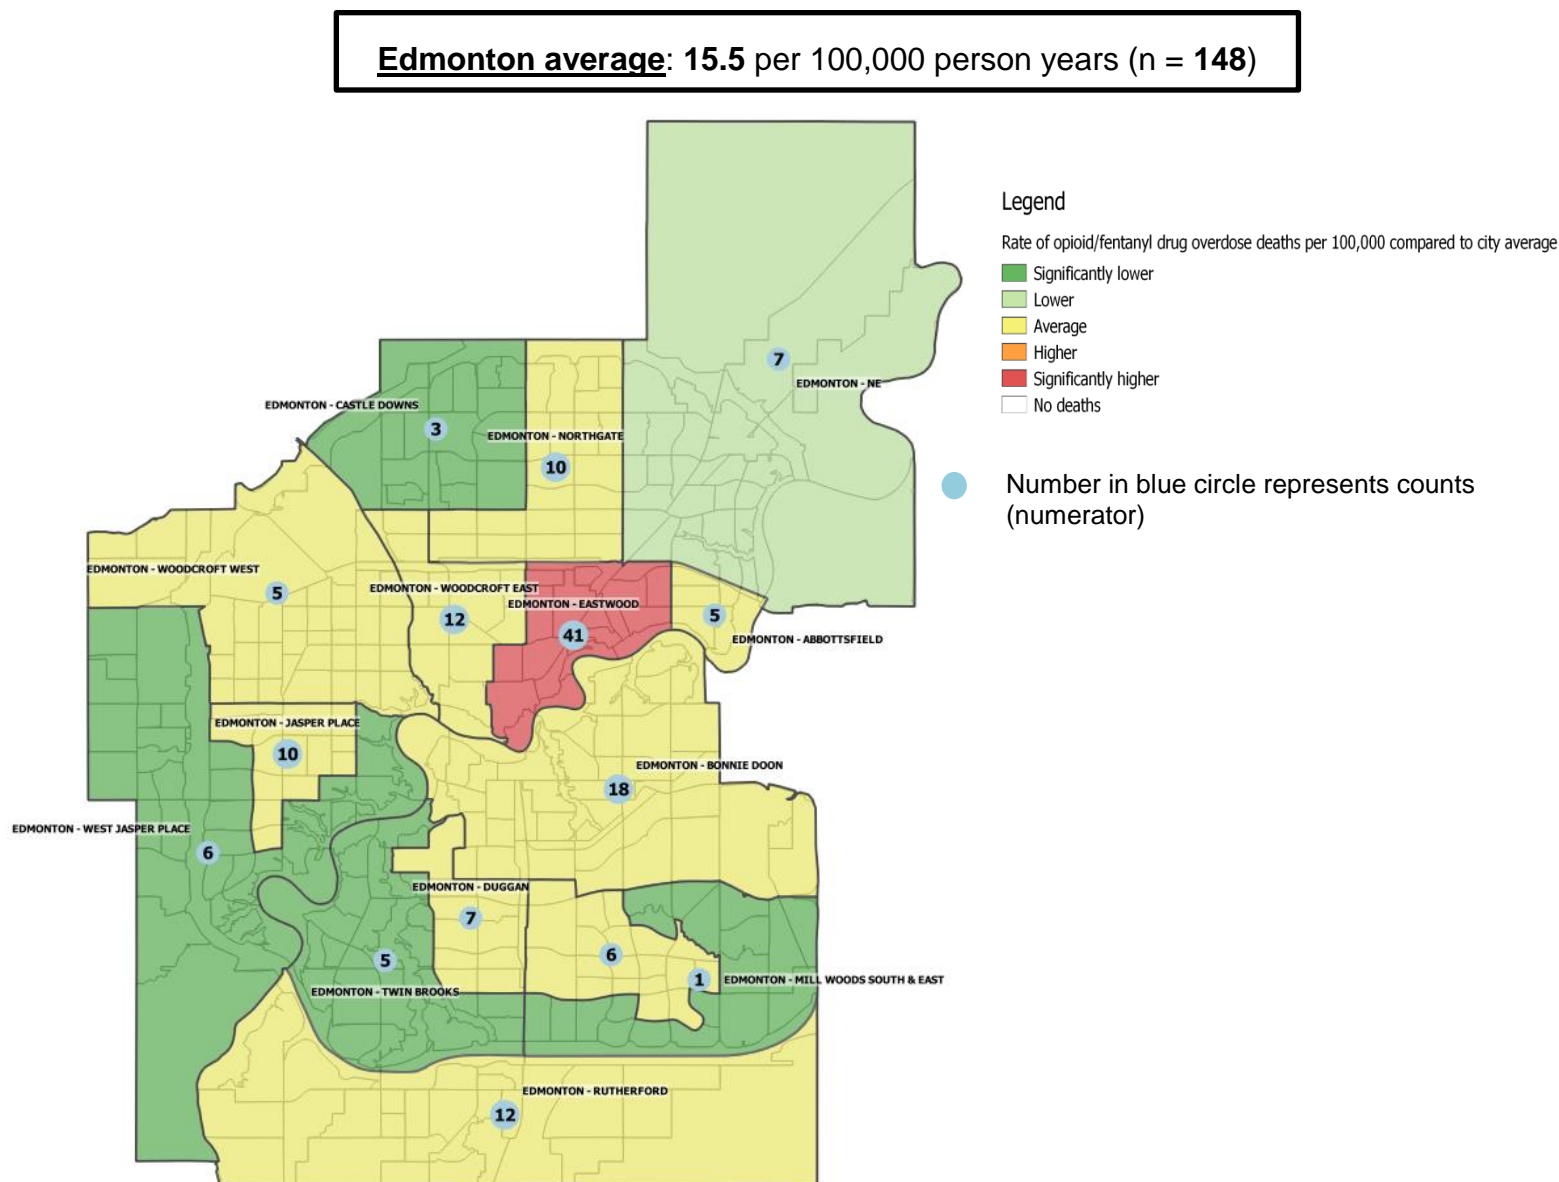 Edmonton average: 15.5 per 100,000 person years (n = 148)
Legend
Rate of opioid/fentanyl drug overdose deaths per 100,000 compared to city average
Significantly lower
Lower
Average
Higher
Significantly higher
No deaths
Number in blue circle represents counts
(numerator)
7
EDMONTON - NE
EDMONTON - CASTLE DOWNS
3
EDMONTON - NORTHGATE
10
EDMONTON - WOODCROFT WEST
5
EDMONTON - WOODCROFT EAST
12
EDMONTON - EASTWOOD
41
5
EDMONTON - ABBOTTSFIELD
EDMONTON - JASPER PLACE
10
EDMONTON - BONNIE DOON
18
EDMONTON - WEST JASPER PLACE
6
EDMONTON - DUGGAN
7
6
5
EDMONTON - TWIN BROOKS
1
EDMONTON - MILL WOODS SOUTH & EAST
EDMONTON - RUTHERFORD
12